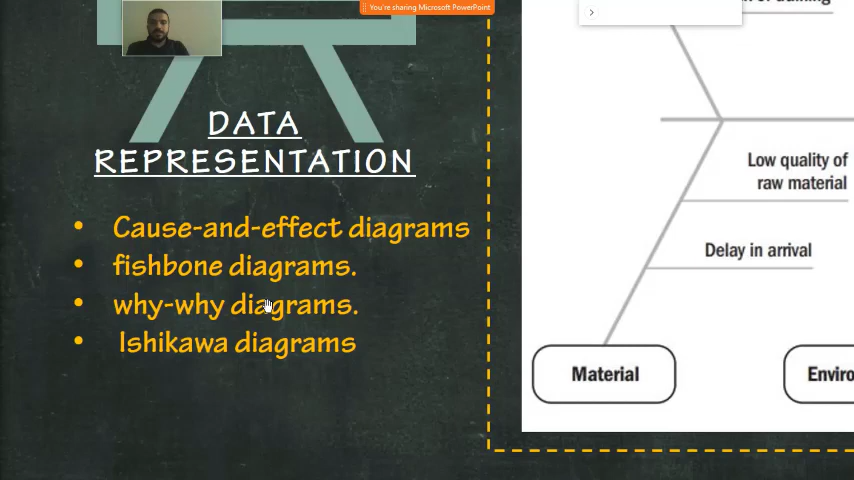 You're sharing Microsoft PowerPoint
DATA
REPRESENTATION
• Cause-and-effect diagrams
• fishbone diagrams.
• why-why diagrams.
• Ishikawa diagrams
Low quality of
raw material
Delay in arrival
Material
Enviro